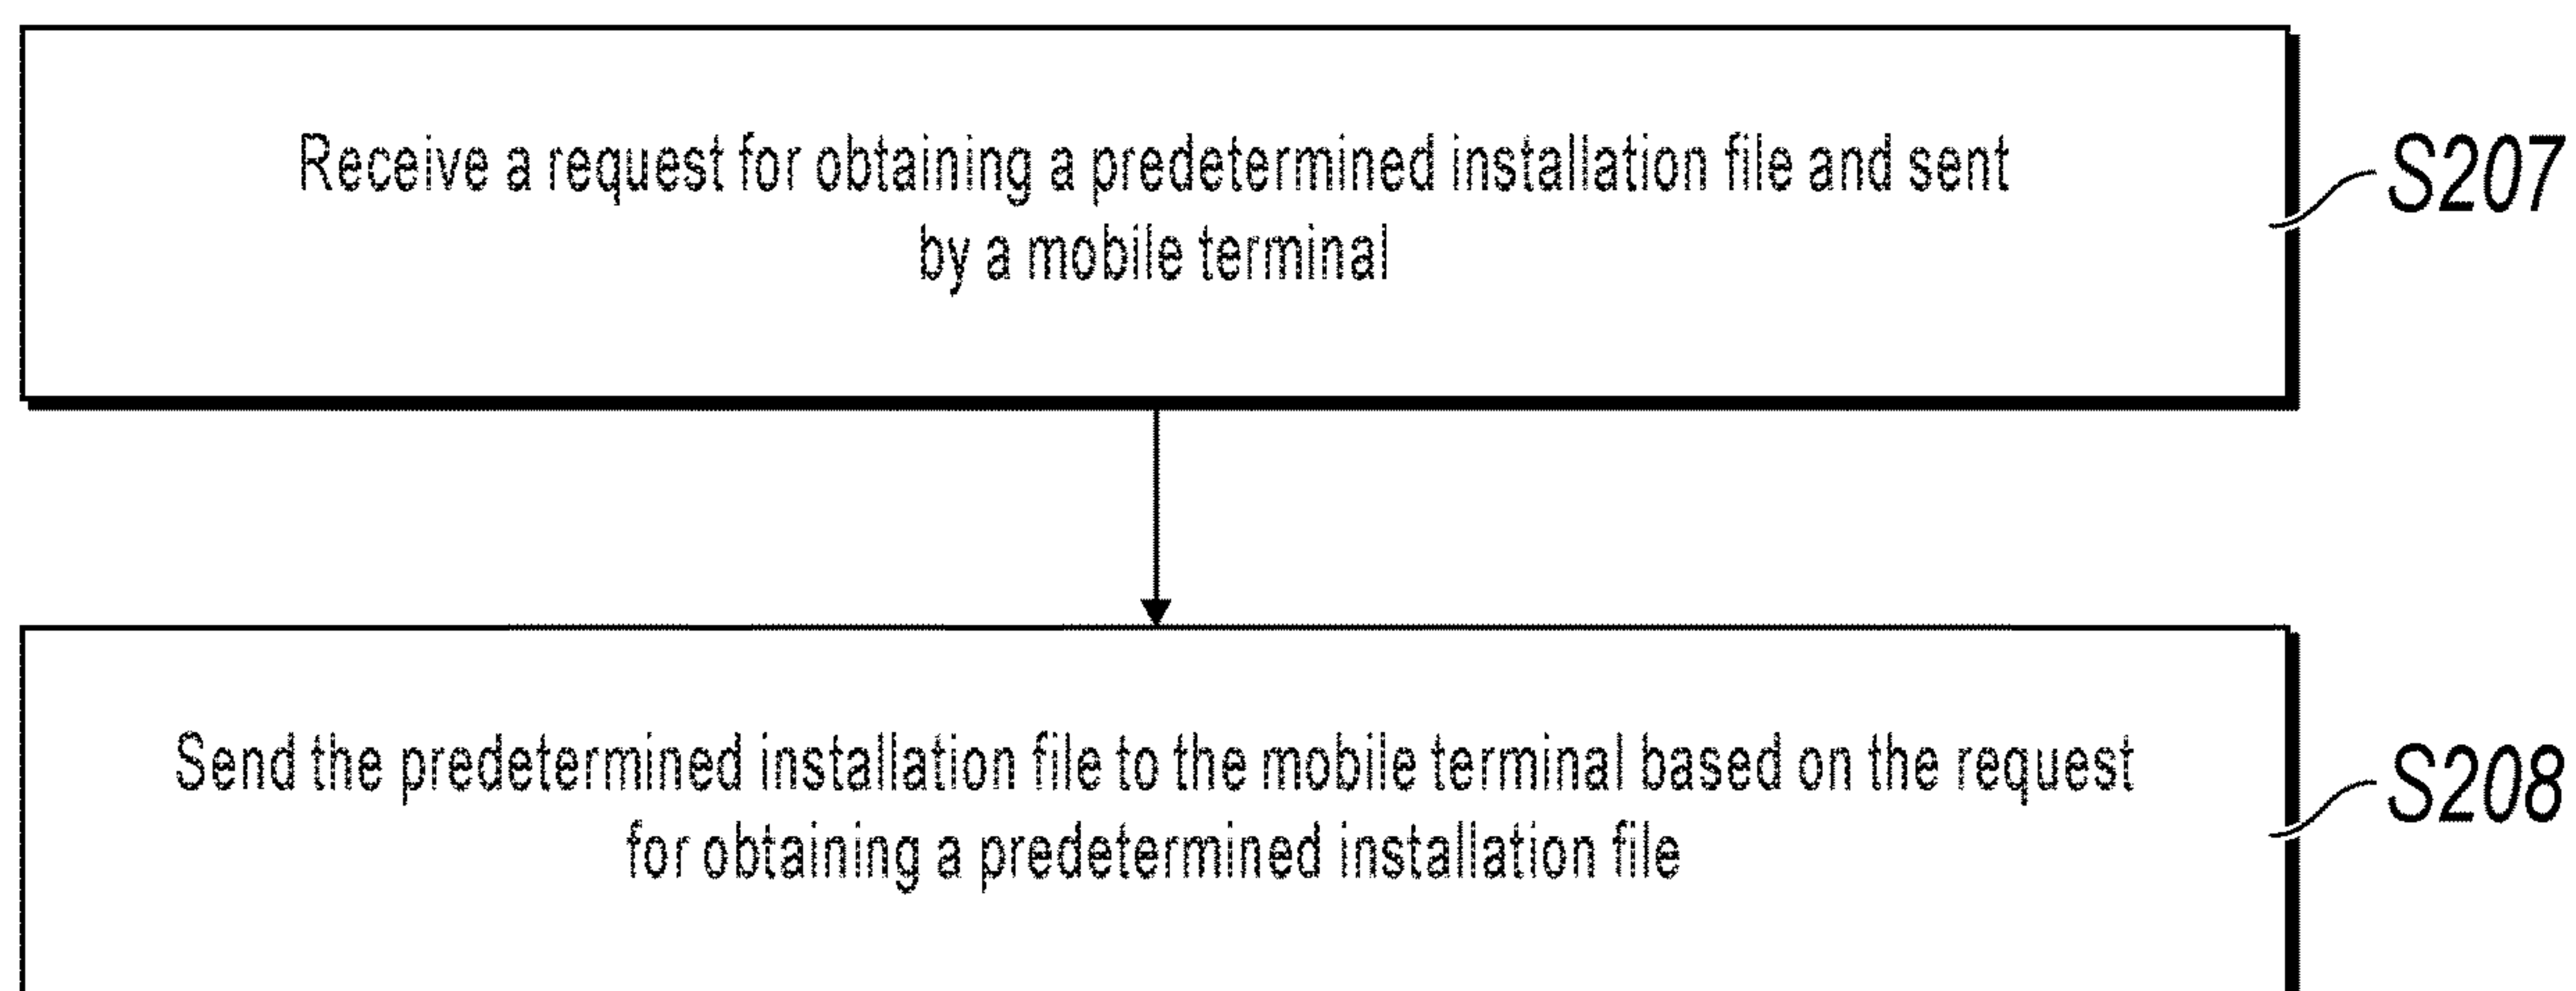 Receive a request for obtaining a predetermined installation file and sent
by a mobile terminal
S207
Send the predetermined installation file to the mobile terminal based on the request
for obtaining a predetermined installation file
S208